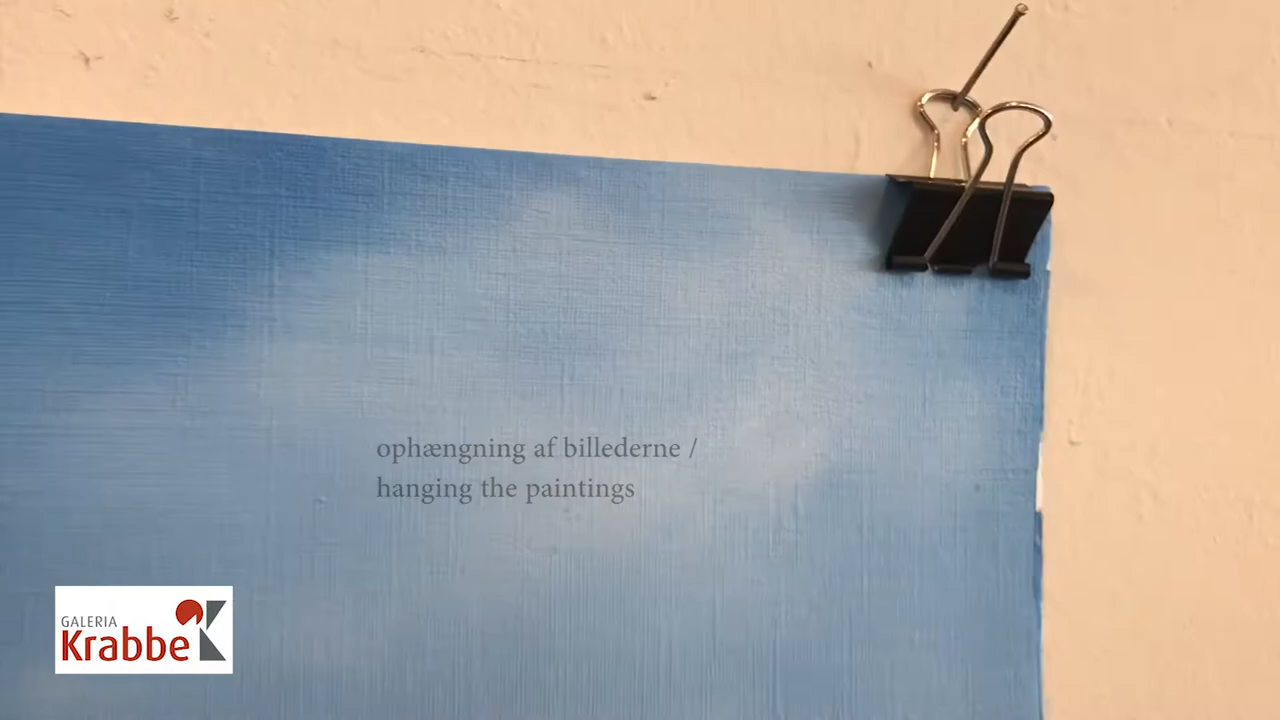 ophængning af billederne /
hanging the paintings
GALERIA
Krabbe